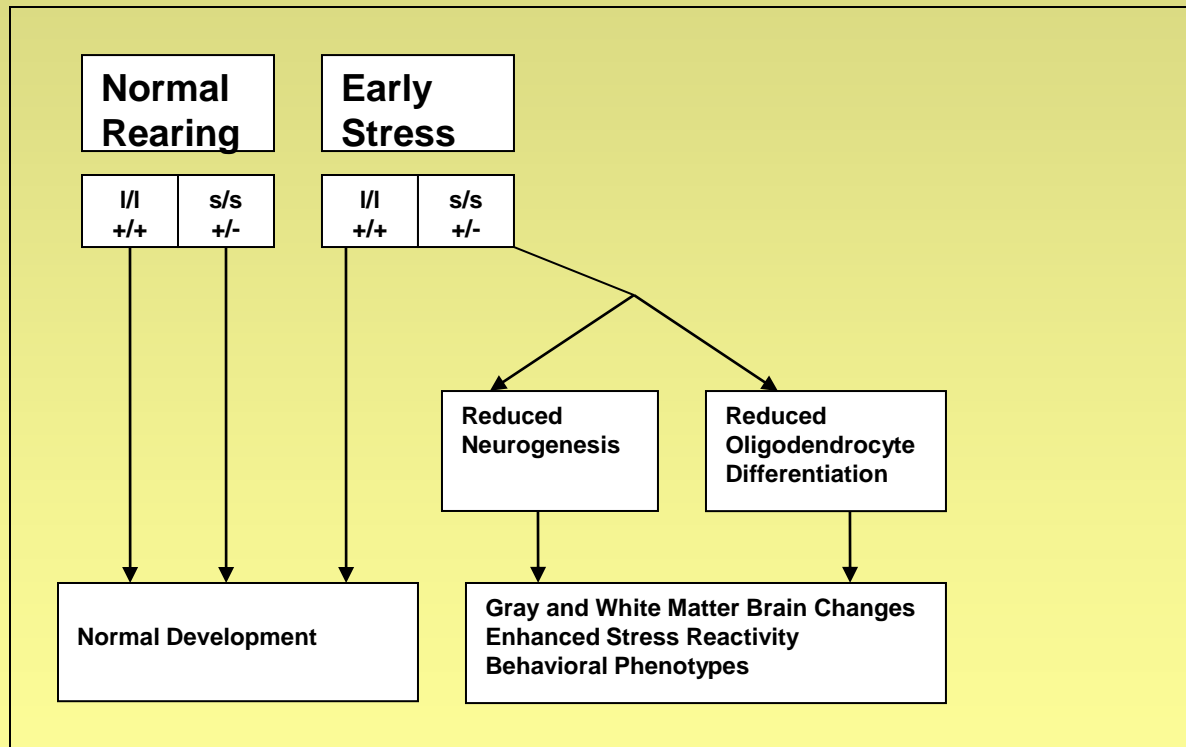 Normal
Rearing
Early
Stress
l/l
+/+
s/s
+/-
l/l
+/+
s/s
+/-
Reduced
Neurogenesis
Reduced
Oligodendrocyte
Differentiation
Normal Development
Gray and White Matter Brain Changes
Enhanced Stress Reactivity
Behavioral Phenotypes